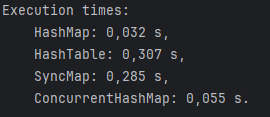 Execution times:
HashMap: 0,032 s,
HashTable: 0,307 s,
SyncMap: 0,285 s,
ConcurrentHashMap: 0,055 s.